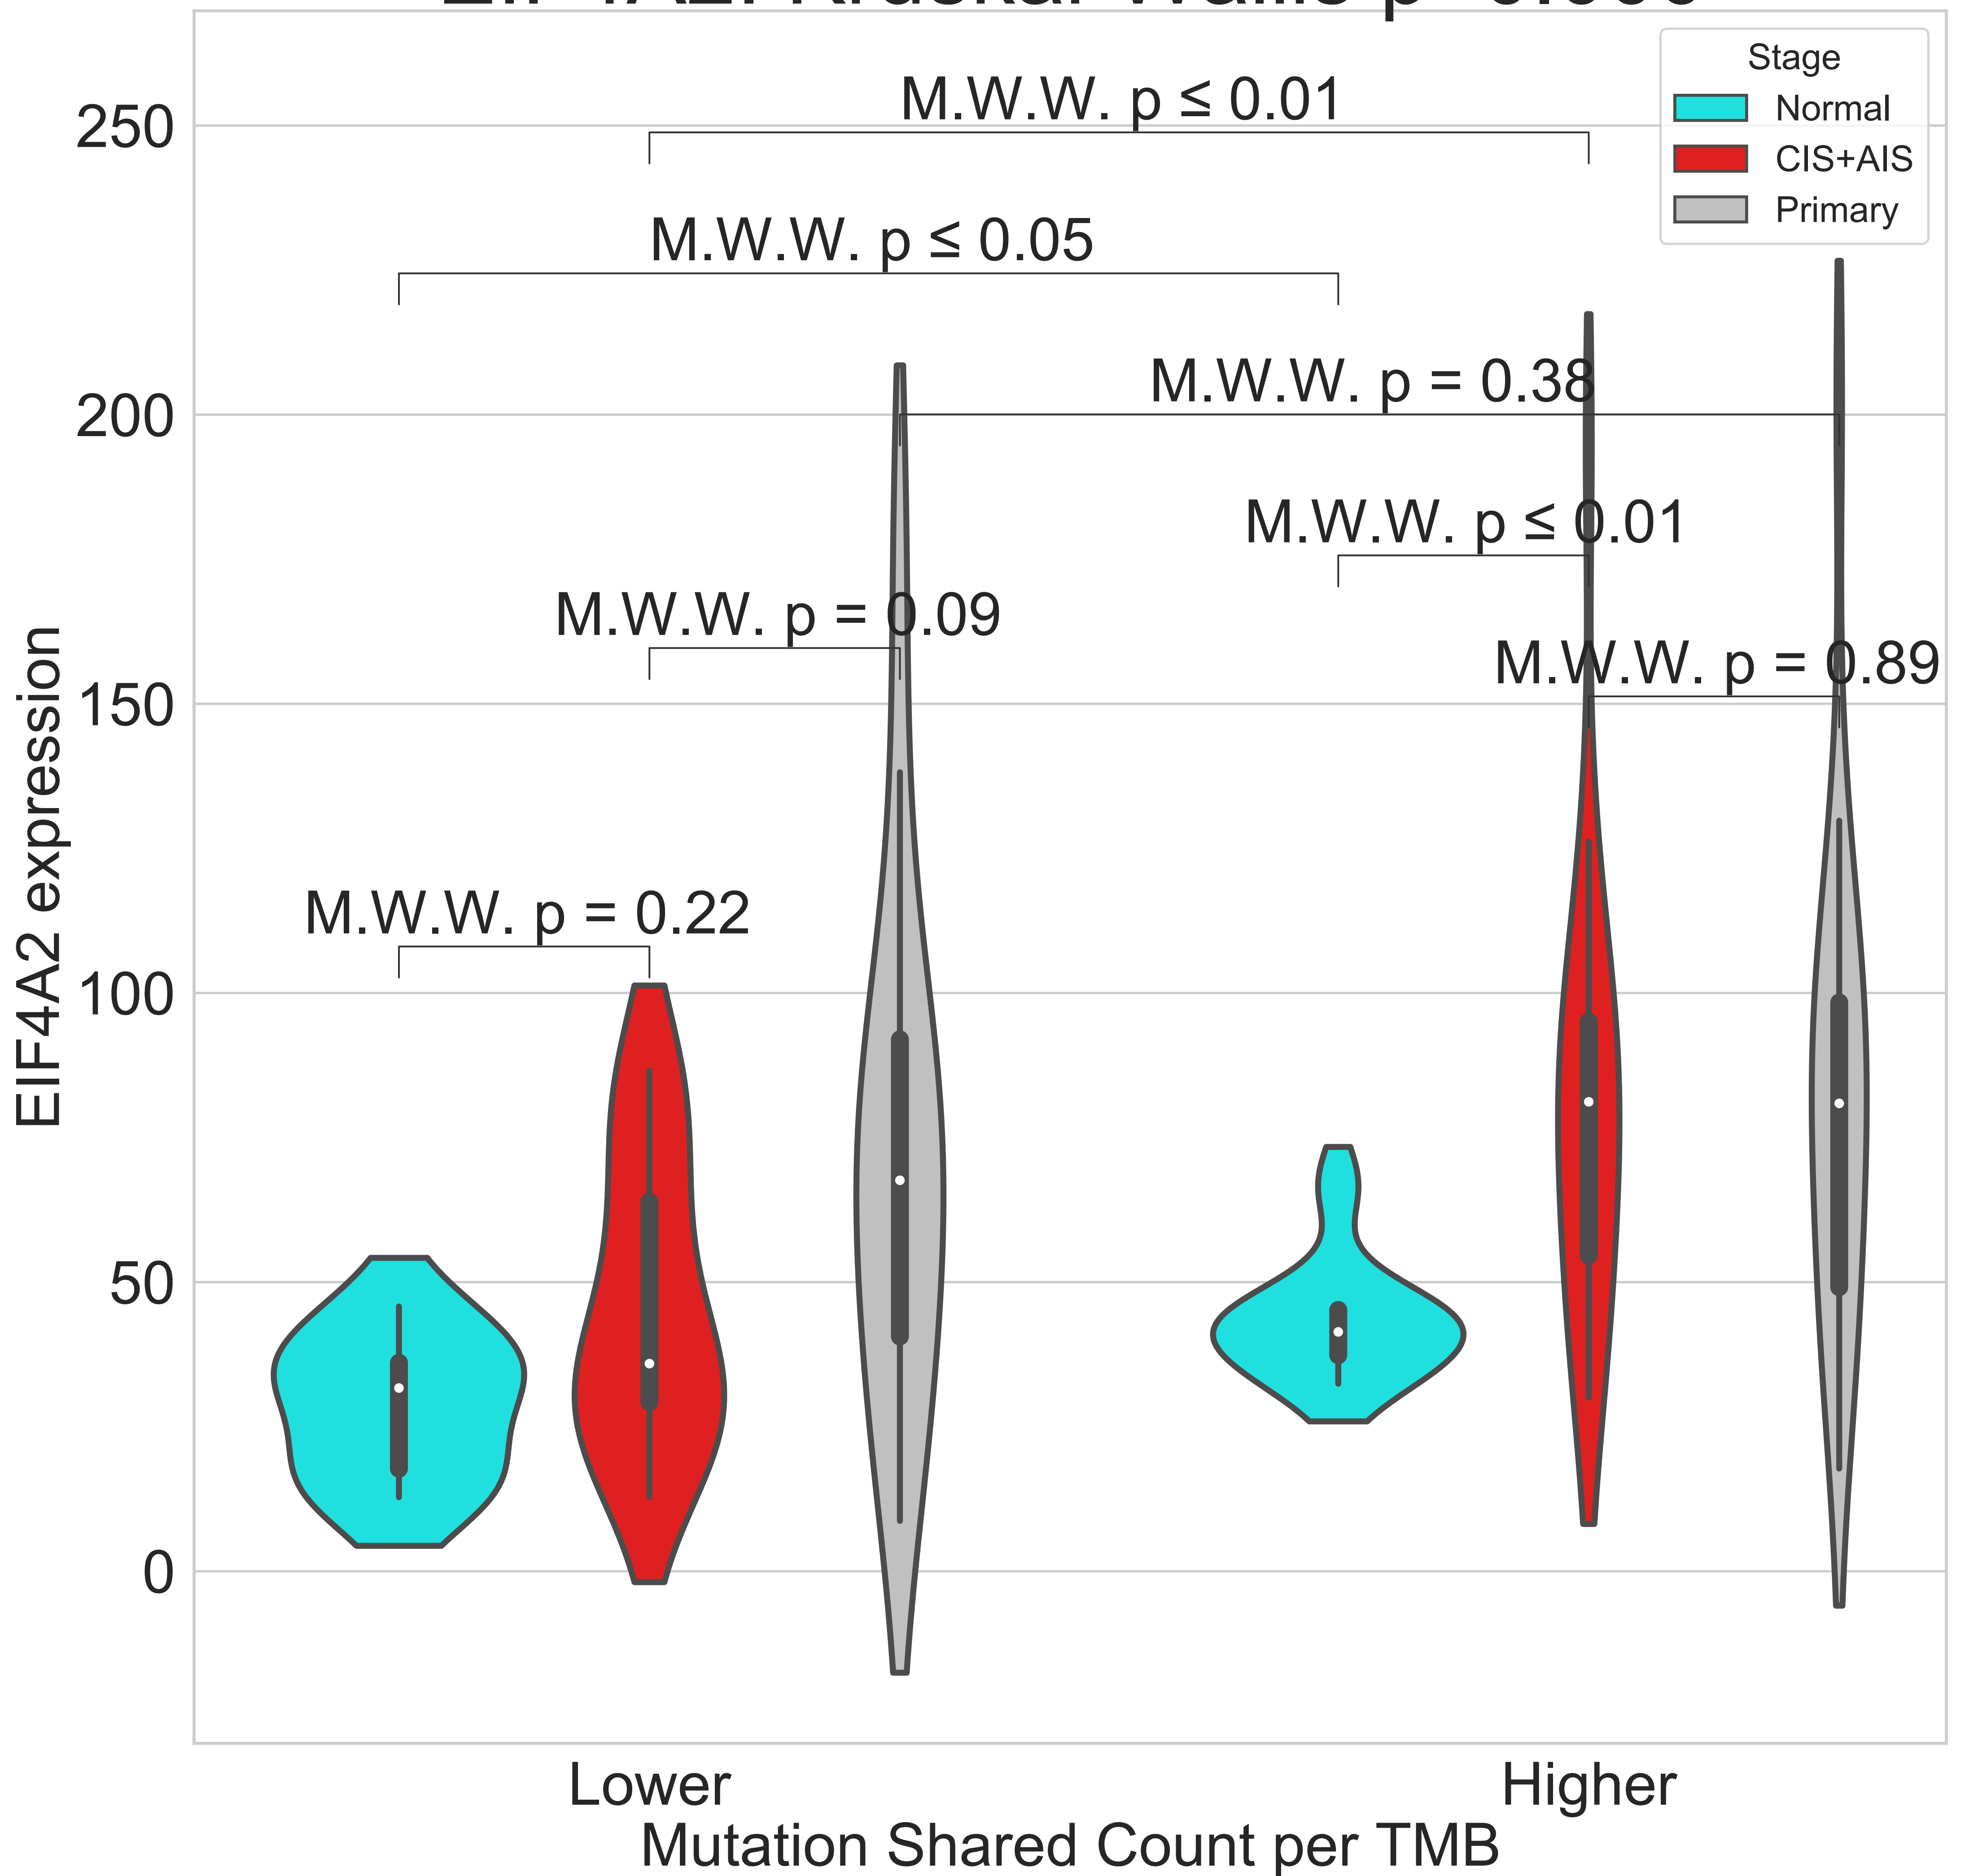 Stage
Normal
CIS+AIS
Primary
M.W.W. p ≤ 0.01
M.W.W. p ≤ 0.05
M.W.W. p = 0.38
M.W.W. p ≤ 0.01
M.W.W. p = 0.09
M.W.W. p = 0.89
M.W.W. p = 0.22
250
200
150
100
50
0
EIF4A2 expression
Lower
Higher
Mutation Shared Count per TMB